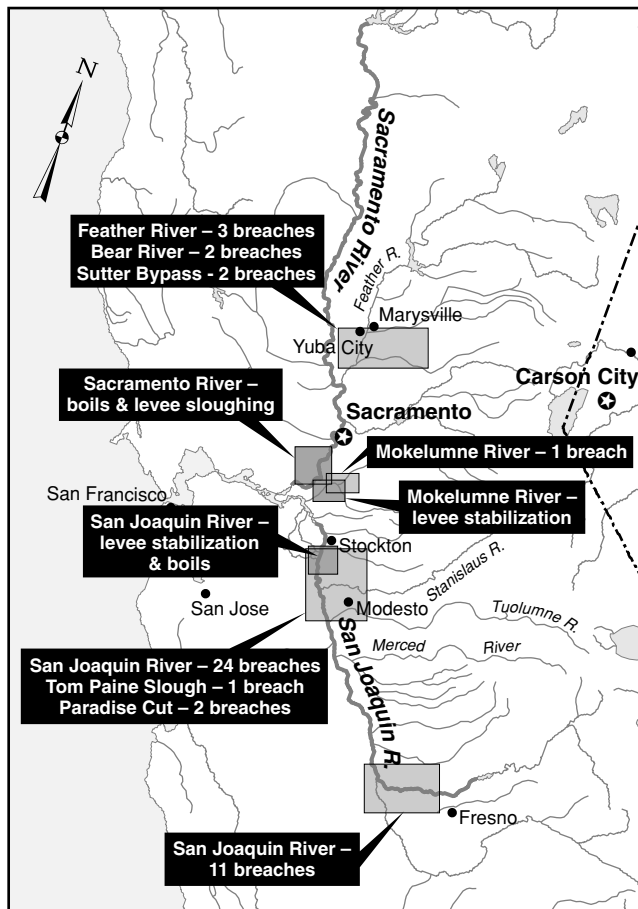 N
Sacramento River
Feather River – 3 breaches
Bear River – 2 breaches
Sutter Bypass - 2 breaches
Feather R.
Marysville
Yuba City
Carson City
Sacramento River –
boils & levee sloughing
Sacramento
Mokelumne River – 1 breach
San Francisco
Mokelumne River –
levee stabilization
San Joaquin River –
levee stabilization
& boils
Stockton
Stanislaus R.
San Jose
Modesto
Tuolumne R.
Merced River
San Joaquin R.
San Joaquin River – 24 breaches
Tom Paine Slough – 1 breach
Paradise Cut – 2 breaches
Fresno
San Joaquin River –
11 breaches